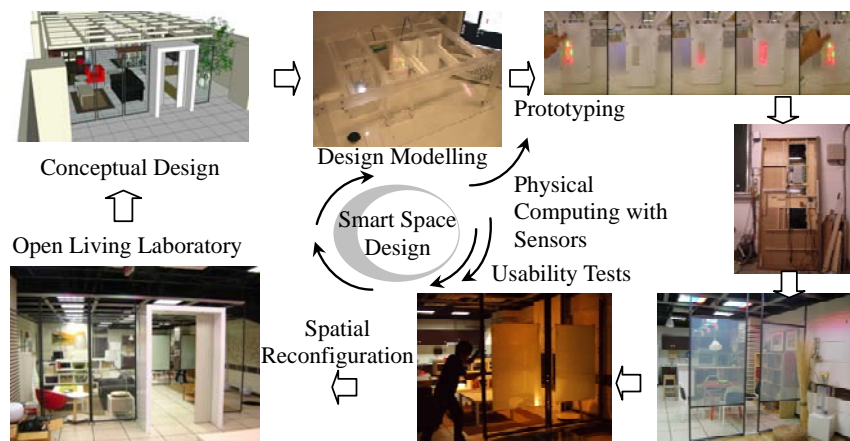 Conceptual Design
Design Modelling
Prototyping
Physical
Computing with
Sensors
Smart Space
Design
Usability Tests
Open Living Laboratory
Spatial
Reconfiguration